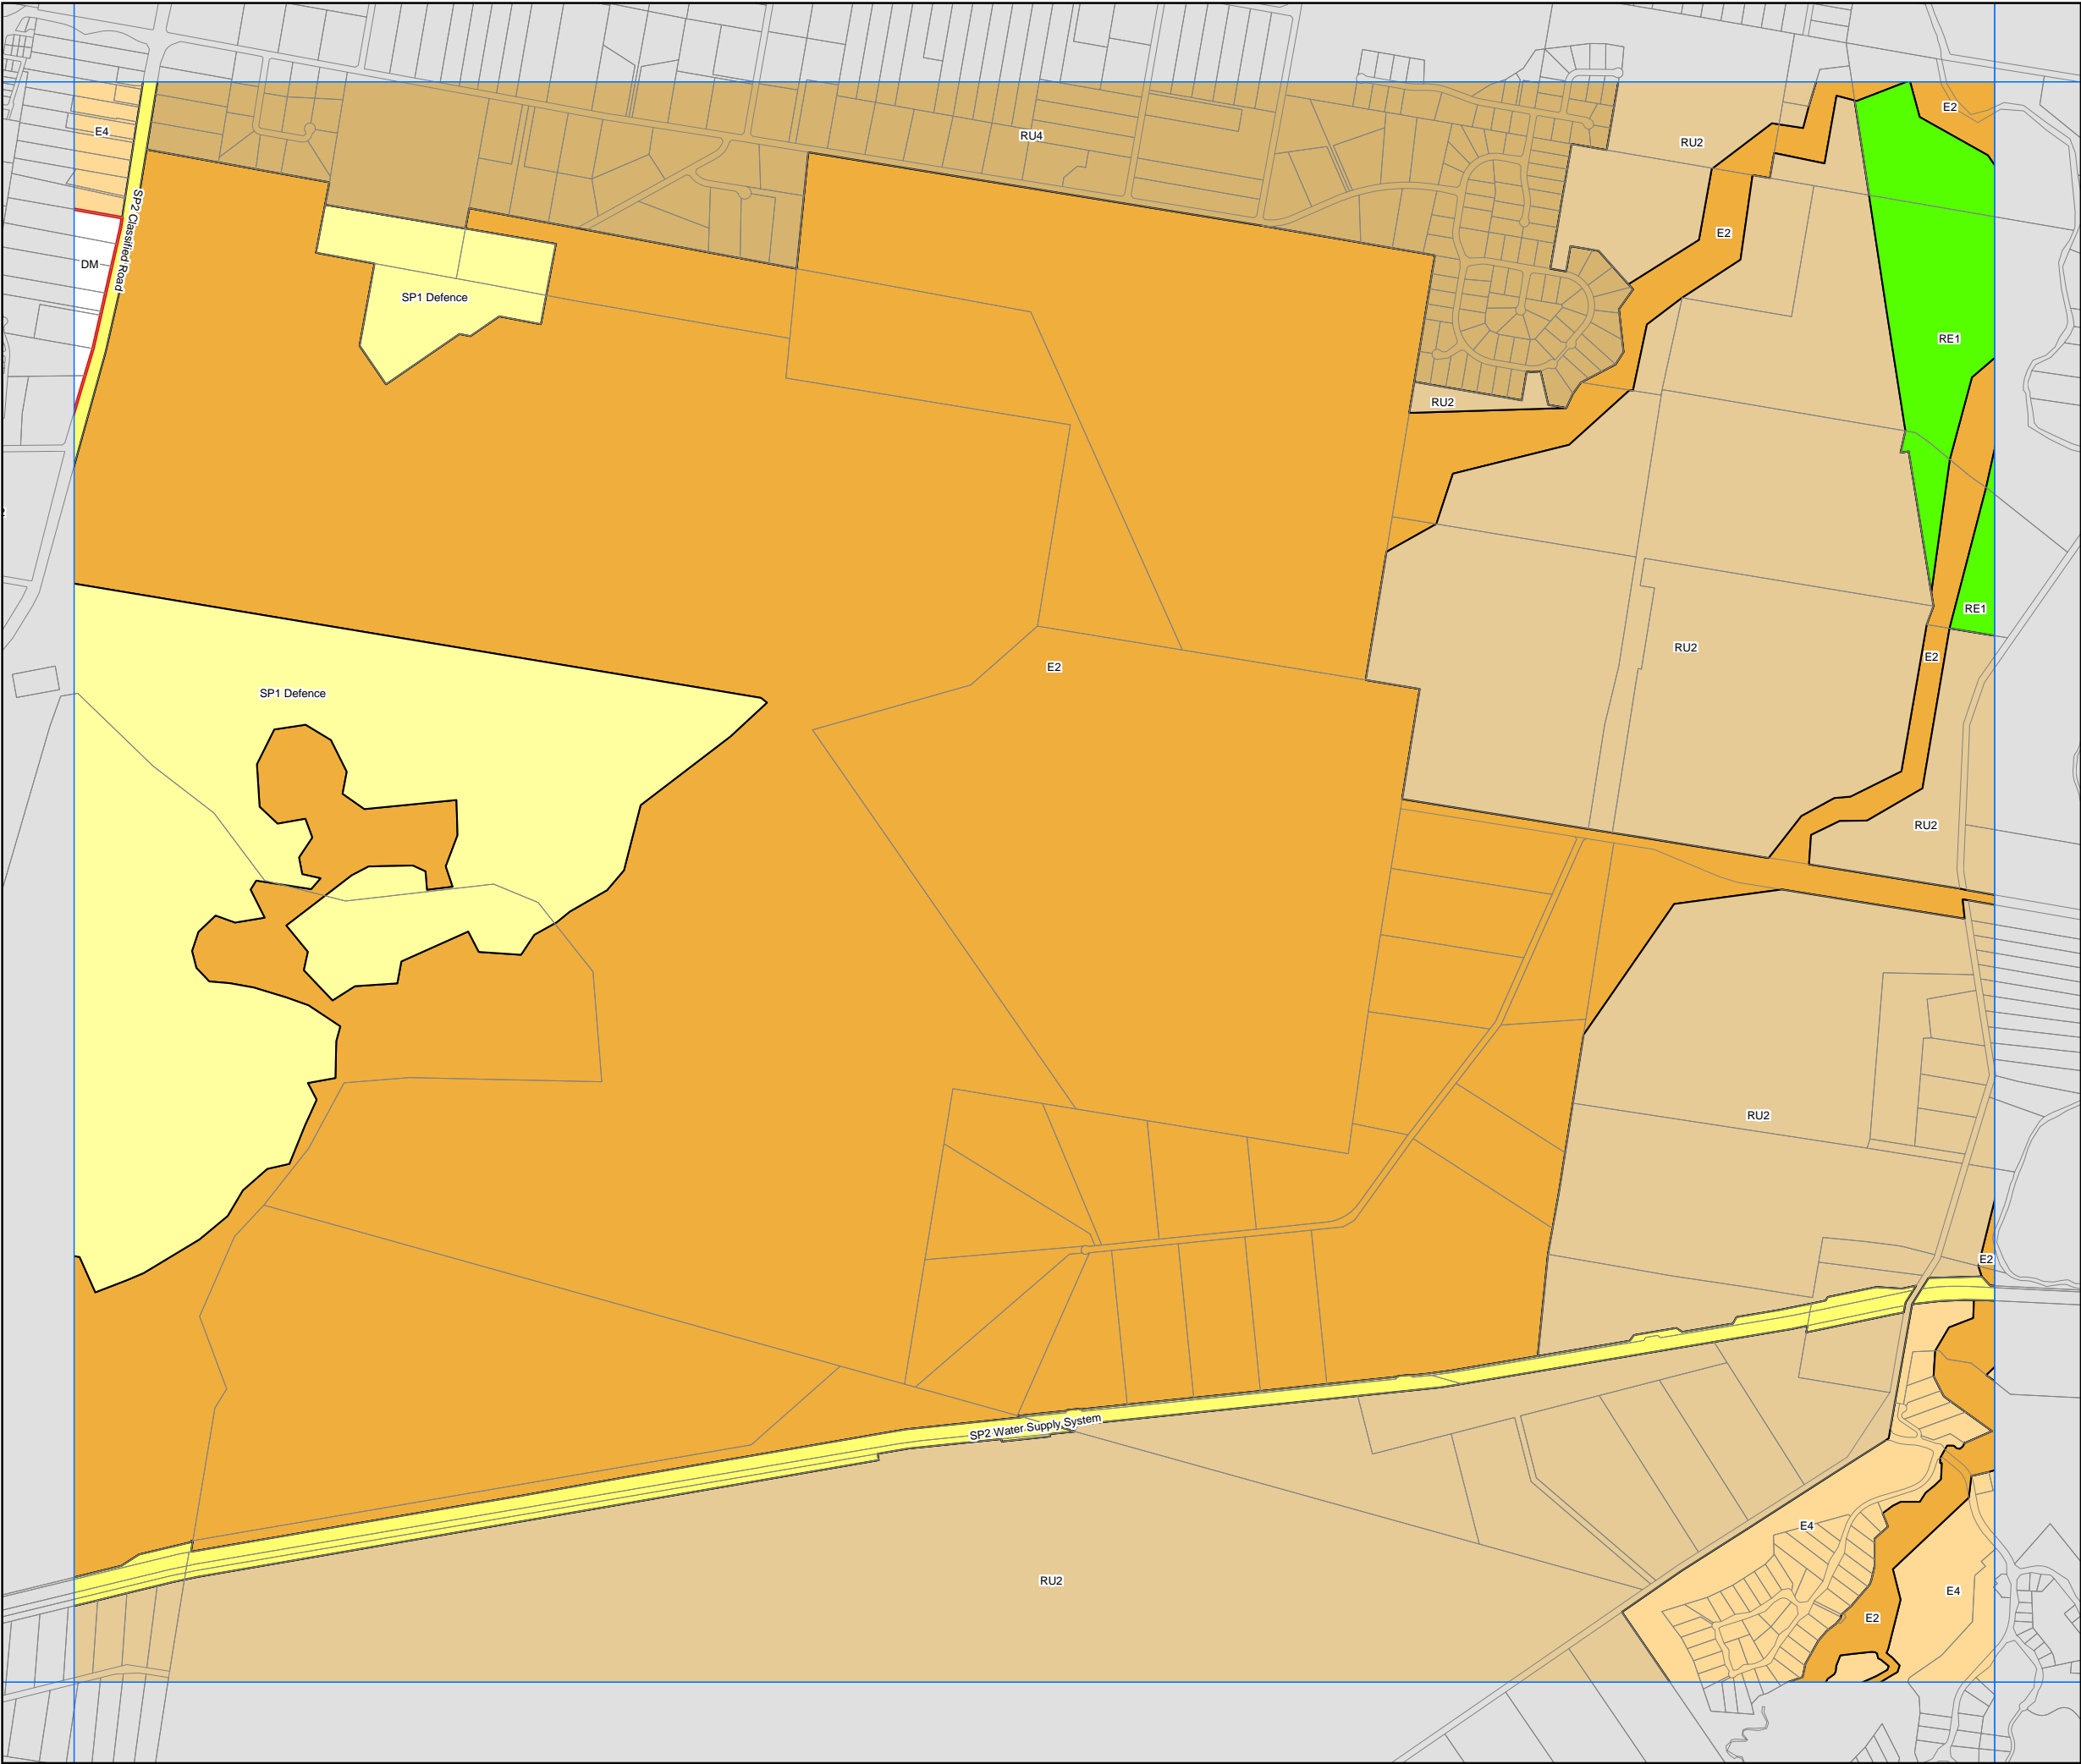 E2
E4
RU4
RU2
SP2 Classified Road
E2
DM
SP1 Defence
RE1
RU2
RE1
RU2
E2
E2
SP1 Defence
RU2
RU2
E2
SP2 Water Supply System
E4
RU2
E4
E2